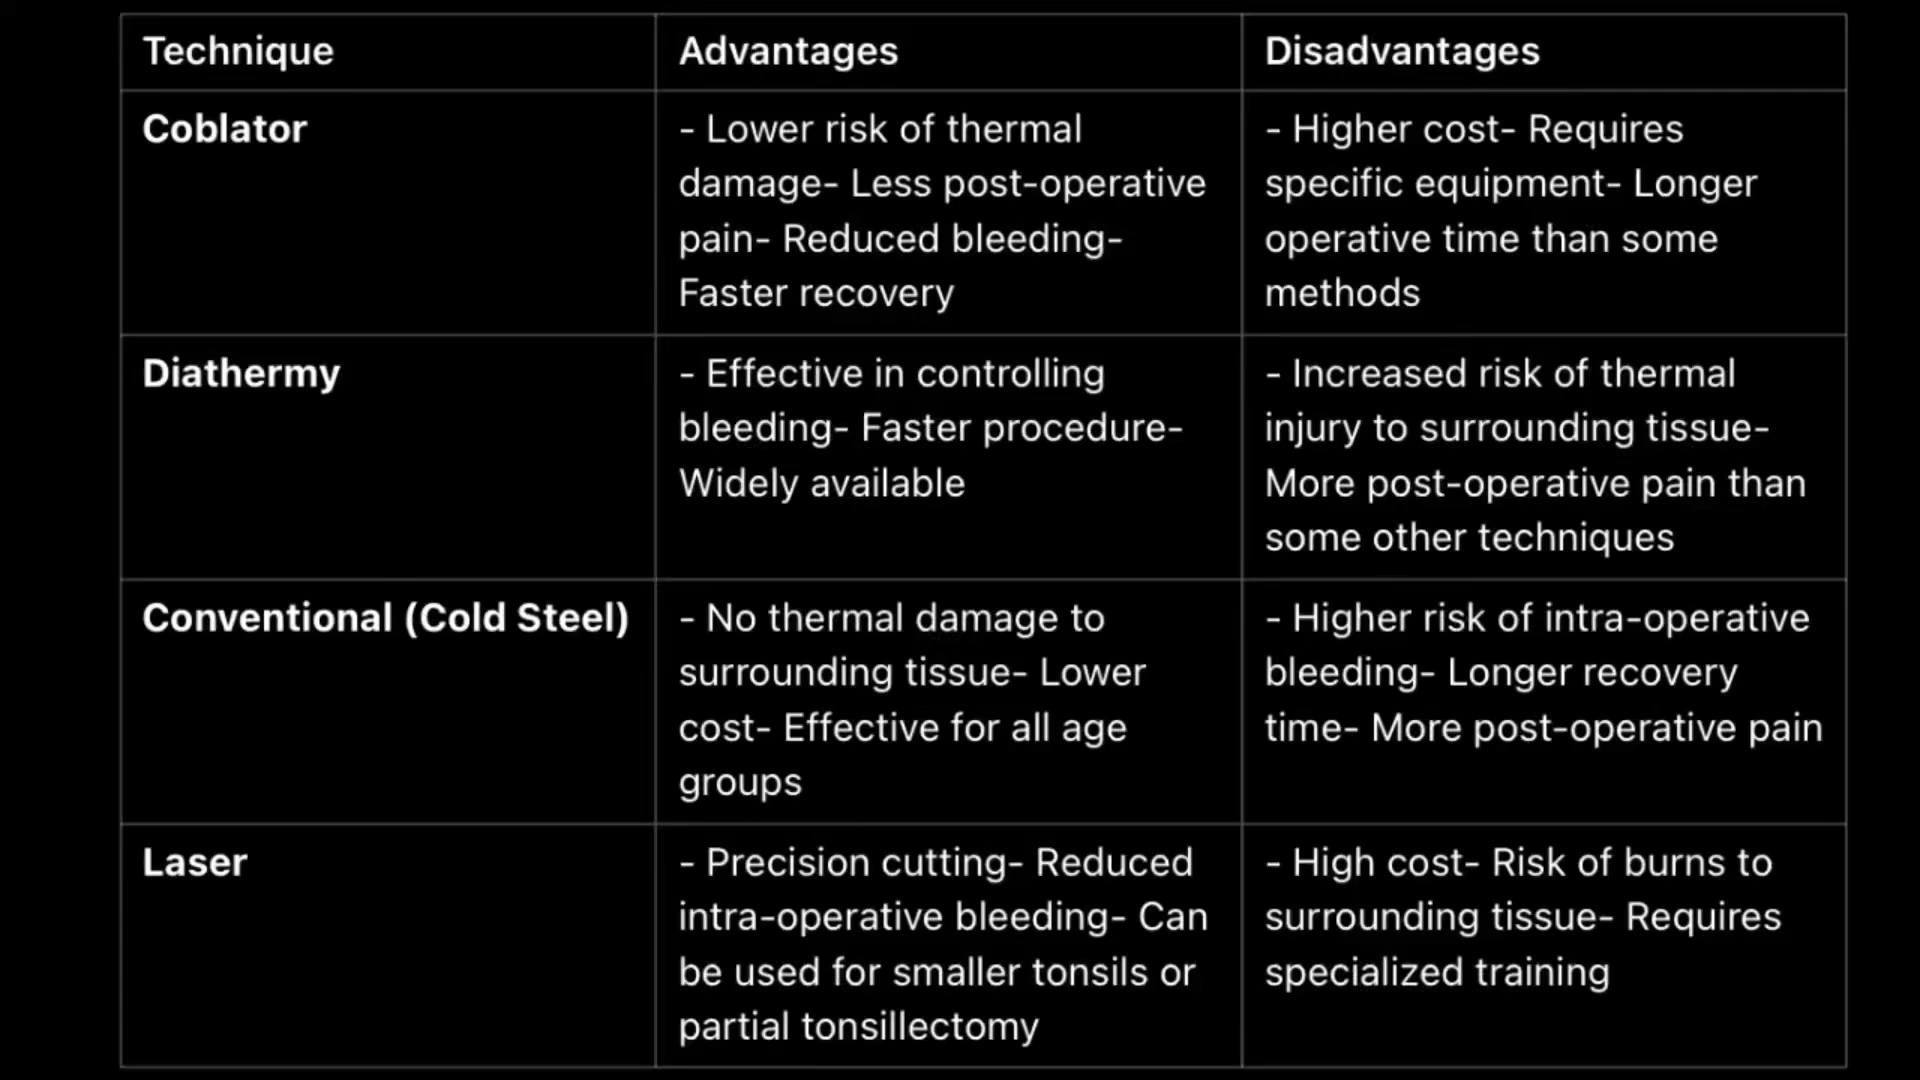 Technique
Advantages
Disadvantages
Coblator
- Lower risk of thermal
damage- Less post-operative
pain- Reduced bleeding-
Faster recovery
- Higher cost- Requires
specific equipment- Longer
operative time than some
methods
Diathermy
- Effective in controlling
bleeding- Faster procedure-
Widely available
- Increased risk of thermal
injury to surrounding tissue-
More post-operative pain than
some other techniques
Conventional (Cold Steel)
- No thermal damage to
surrounding tissue- Lower
cost- Effective for all age
groups
- Higher risk of intra-operative
bleeding- Longer recovery
time- More post-operative pain
Laser
- Precision cutting- Reduced
intra-operative bleeding- Can
be used for smaller tonsils or
partial tonsillectomy
- High cost- Risk of burns to
surrounding tissue- Requires
specialized training